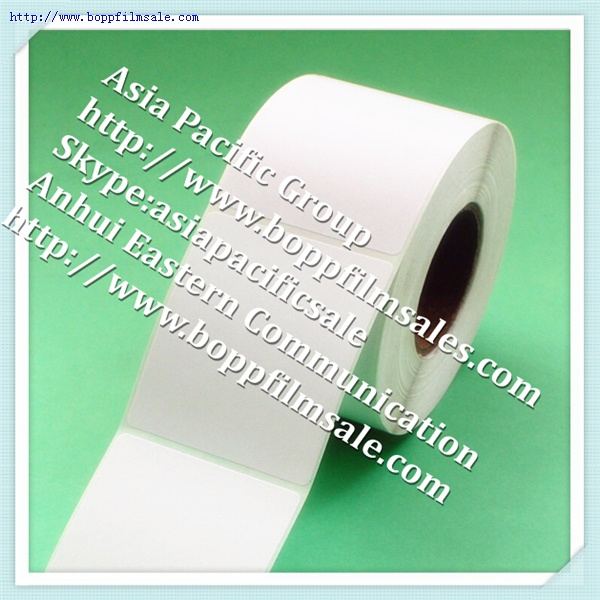 http://www.boppfilmsale.com
Asia Pacific Group
http://www.boppfilmsales.com
Skype:asiapacificsale
Anhui Eastern Communication
http://www.boppfilmsale.com